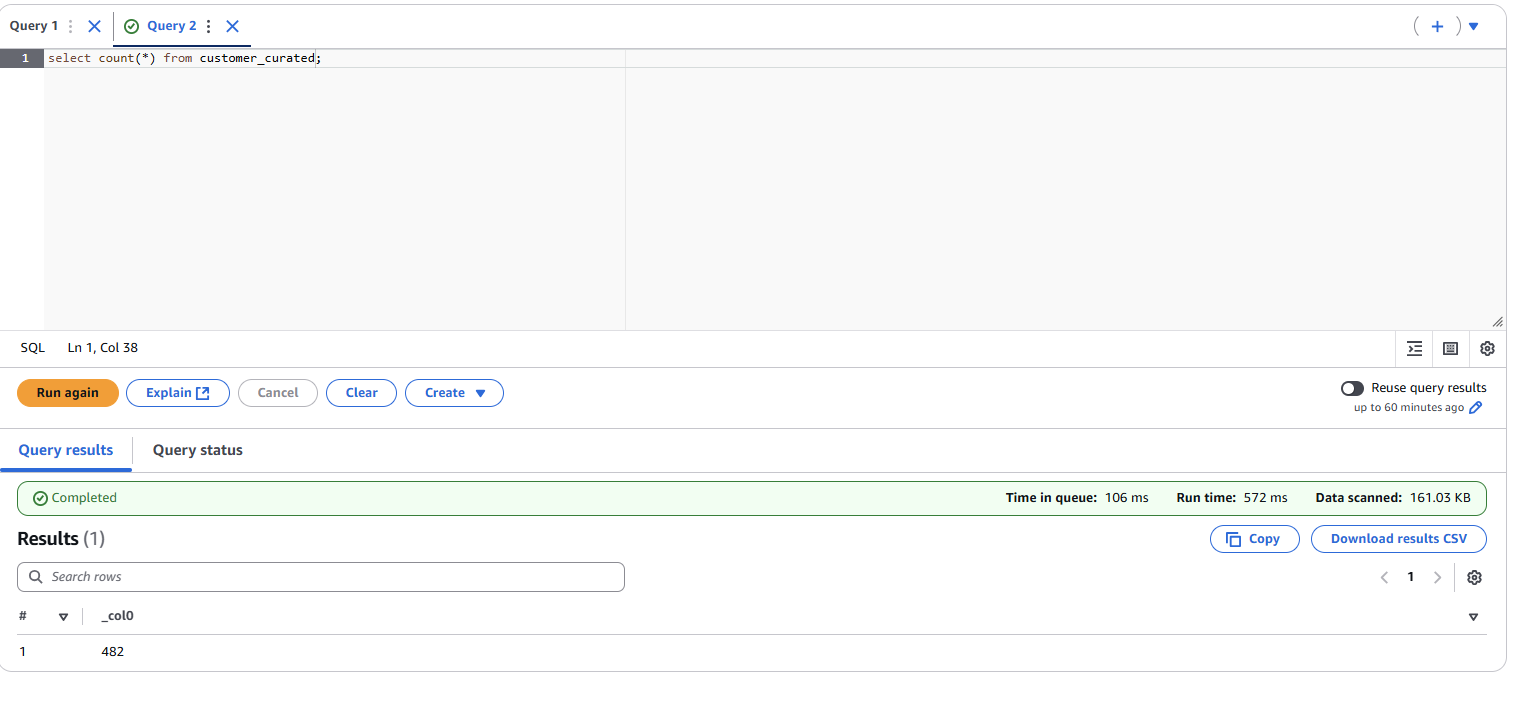 Query 1 Query 2
1 select count(*) from customer_curated;
SQL Ln 1, Col 38
Run again Explain Cancel Clear Create Reuse query results
up to 60 minutes ago
Query results Query status
Completed Time in queue: 106 ms Run time: 572 ms Data scanned: 161.03 KB
Results (1) Copy Download results CSV
Search rows 1
# _col0
1 482